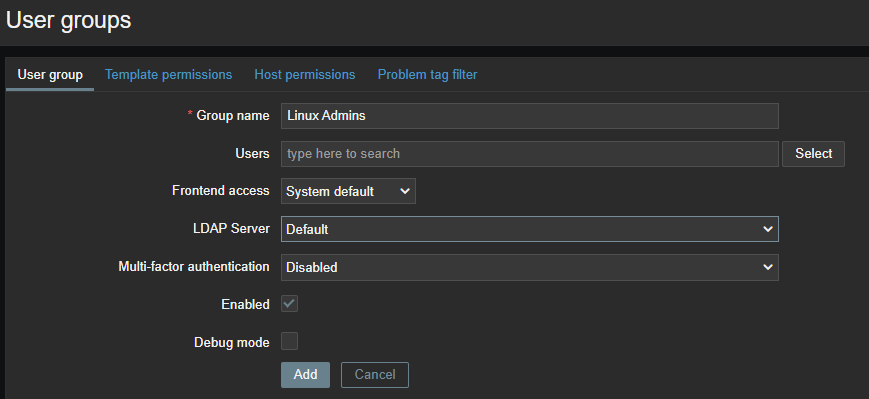 User groups
User group Template permissions Host permissions Problem tag filter
* Group name Linux Admins
Users type here to search Select
Frontend access System default
LDAP Server Default
Multi-factor authentication Disabled
Enabled
Debug mode
Add Cancel